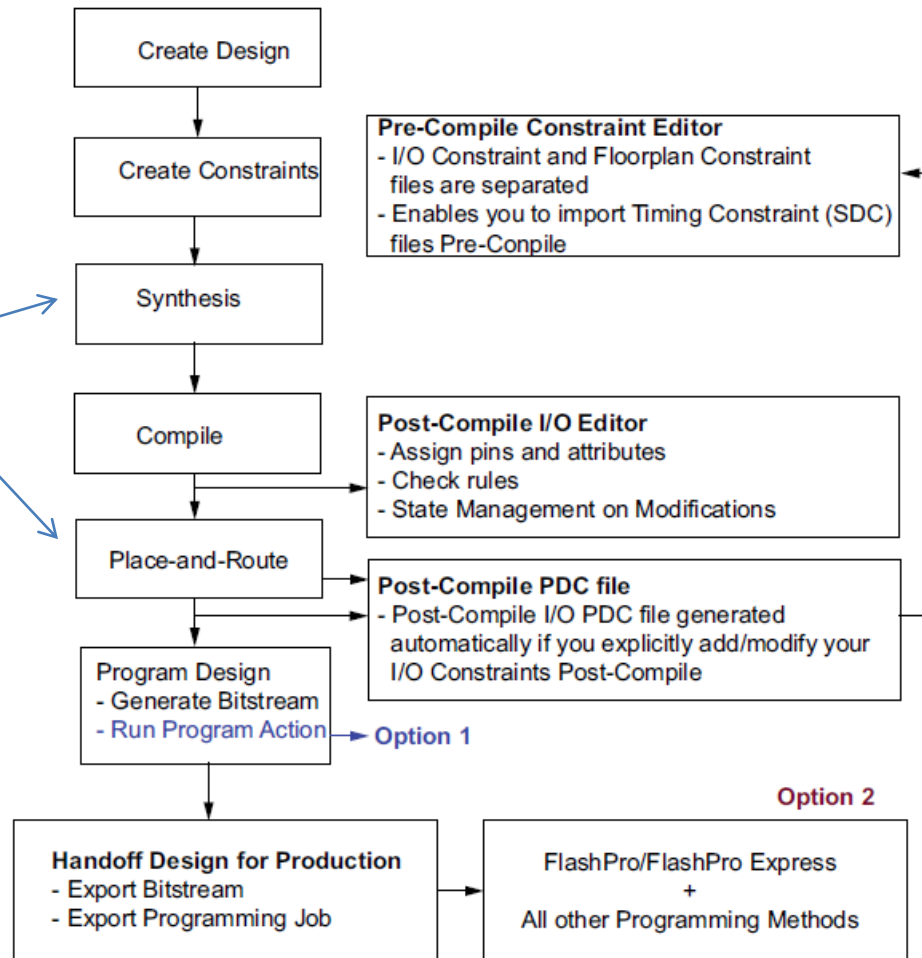 Create Design
Create Constraints
Pre-Compile Constraint Editor
- I/O Constraint and Floorplan Constraint
files are separated
- Enables you to import Timing Constraint (SDC)
files Pre-Conpile
Synthesis
Compile
Post-Compile I/O Editor
- Assign pins and attributes
- Check rules
- State Management on Modifications
Place-and-Route
Post-Compile PDC file
- Post-Compile I/O PDC file generated
automatically if you explicitly add/modify your
I/O Constraints Post-Compile
Program Design
- Generate Bitstream
- Run Program Action
Option 1
Option 2
Handoff Design for Production
- Export Bitstream
- Export Programming Job
FlashPro/FlashPro Express
+
All other Programming Methods